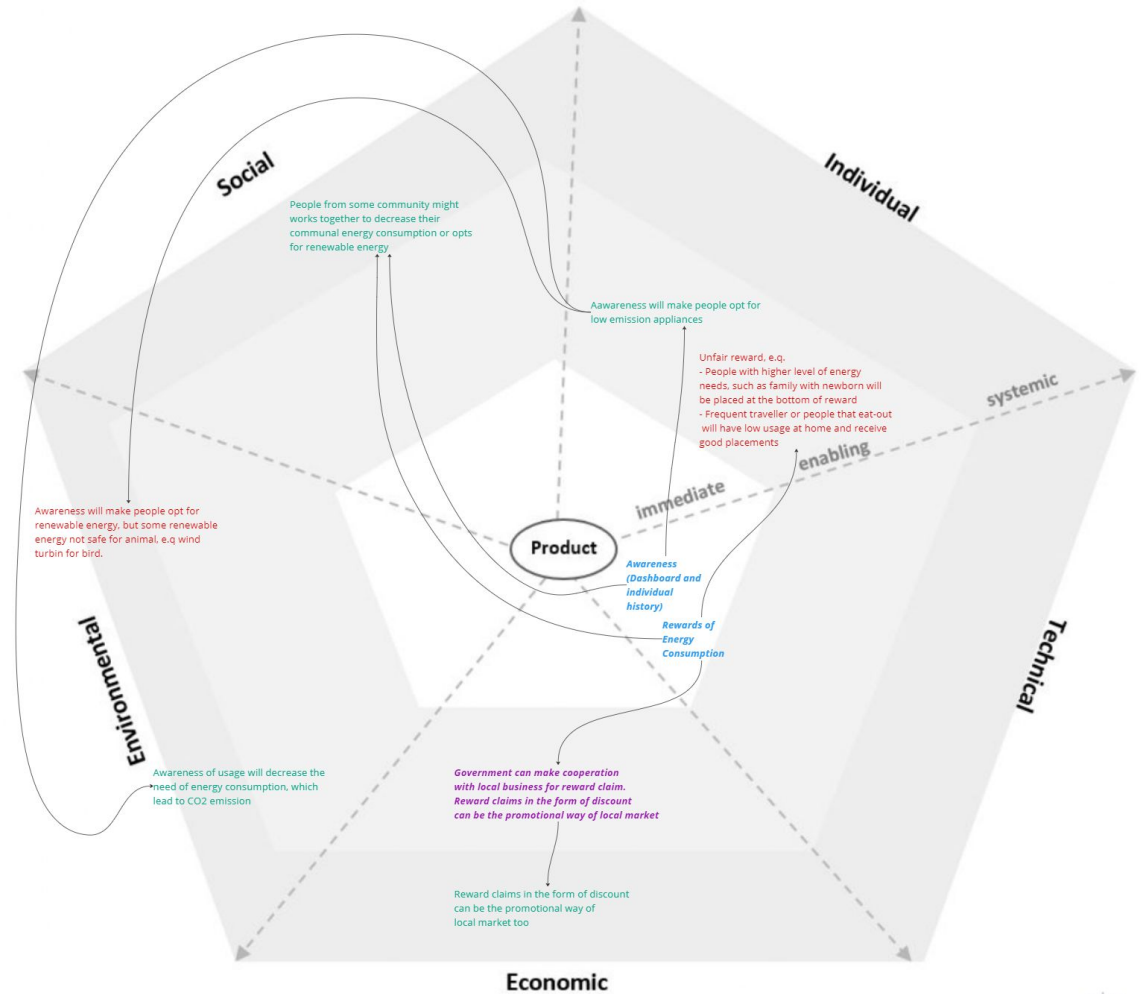 Social
Individual
People from some community might
works together to decrease their
communal energy consumption or opts
for renewable energy
Aawareness will make people opt for
low emission appliances
Unfair reward, e.q.
- People with higher level of energy
needs, such as family with newborn will
be placed at the bottom of reward
- Frequent traveller or people that eat-out
will have low usage at home and receive
good placements
systemic
enabling
immediate
Product
Awareness will make people opt for
renewable energy, but some renewable
energy not safe for animal, e.q wind
turbin for bird.
Awareness
(Dashboard and
individual
history)
Rewards of
Energy
Consumption
Environmental
Technical
Awareness of usage will decrease the
need of energy consumption, which
lead to CO2 emission
Government can make cooperation
with local business for reward claim.
Reward claims in the form of discount
can be the promotional way of local market
Reward claims in the form of discount
can be the promotional way of
local market too
Economic